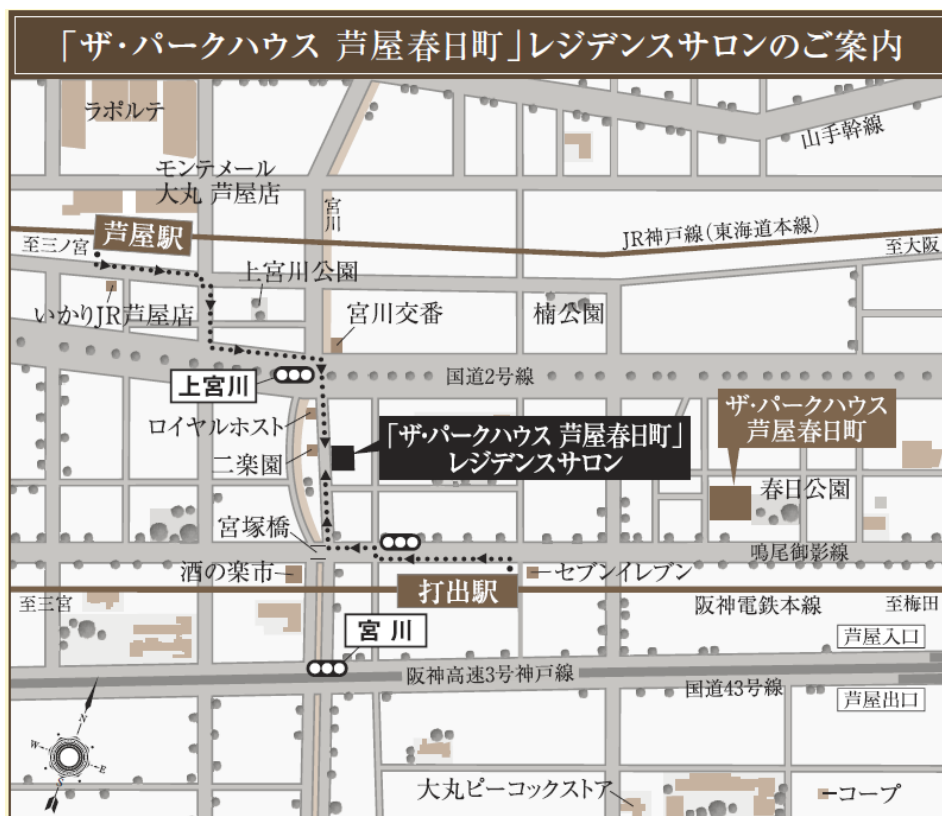 「ザ・パークハウス 芦屋春日町」レジデンスサロンのご案内
ラポルテ
山手幹線
モンテメール
大丸 芦屋店
宮川
芦屋駅
至三ノ宮
JR神戸線（東海道本線）
至大阪
上宮川公園
いかりJR芦屋店
宮川交番
楠公園
上宮川
国道2号線
ロイヤルホスト
二楽園
「ザ・パークハウス 芦屋春日町」
レジデンスサロン
ザ・パークハウス
芦屋春日町
春日公園
宮塚橋
鳴尾御影線
酒の楽市
打出駅
セブンイレブン
至三宮
阪神電鉄本線
至梅田
宮川
芦屋入口
阪神高速3号神戸線
国道43号線
芦屋出口
N
W
E
S
大丸ピーコックストア
コープ